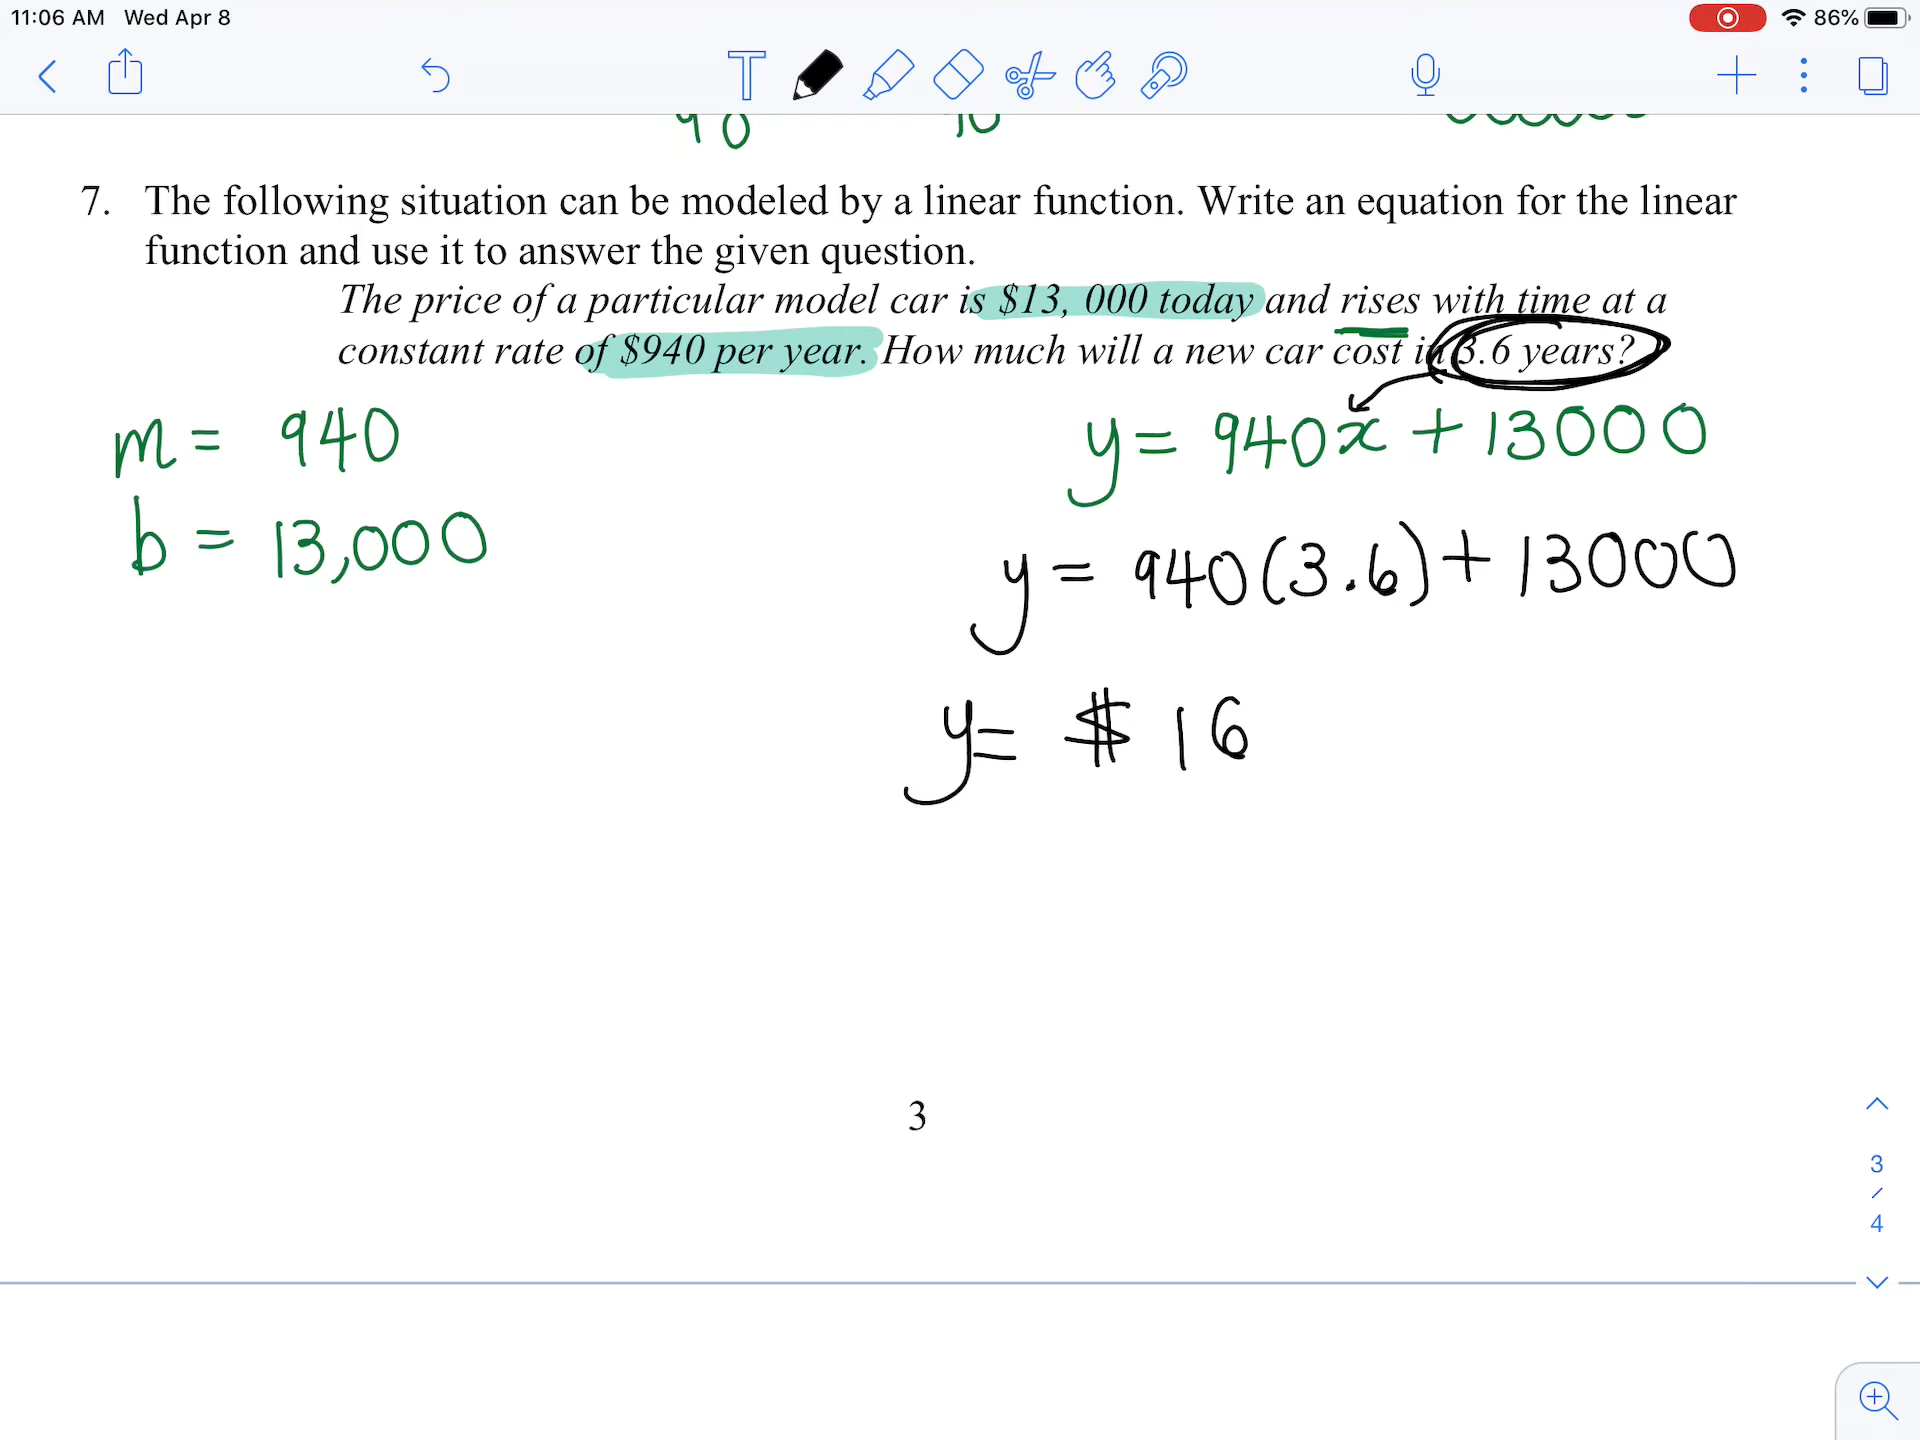 11:06 AM Wed Apr 8
86%
T
7. The following situation can be modeled by a linear function. Write an equation for the linear
function and use it to answer the given question.
The price of a particular model car is $13, 000 today and rises with time at a
constant rate of $940 per year. How much will a new car cost in 3.6 years?
m = 940
y = 940x + 13000
b = 13,000
y = 940(3.6) + 13000
y = $ 16
3
3
/
4